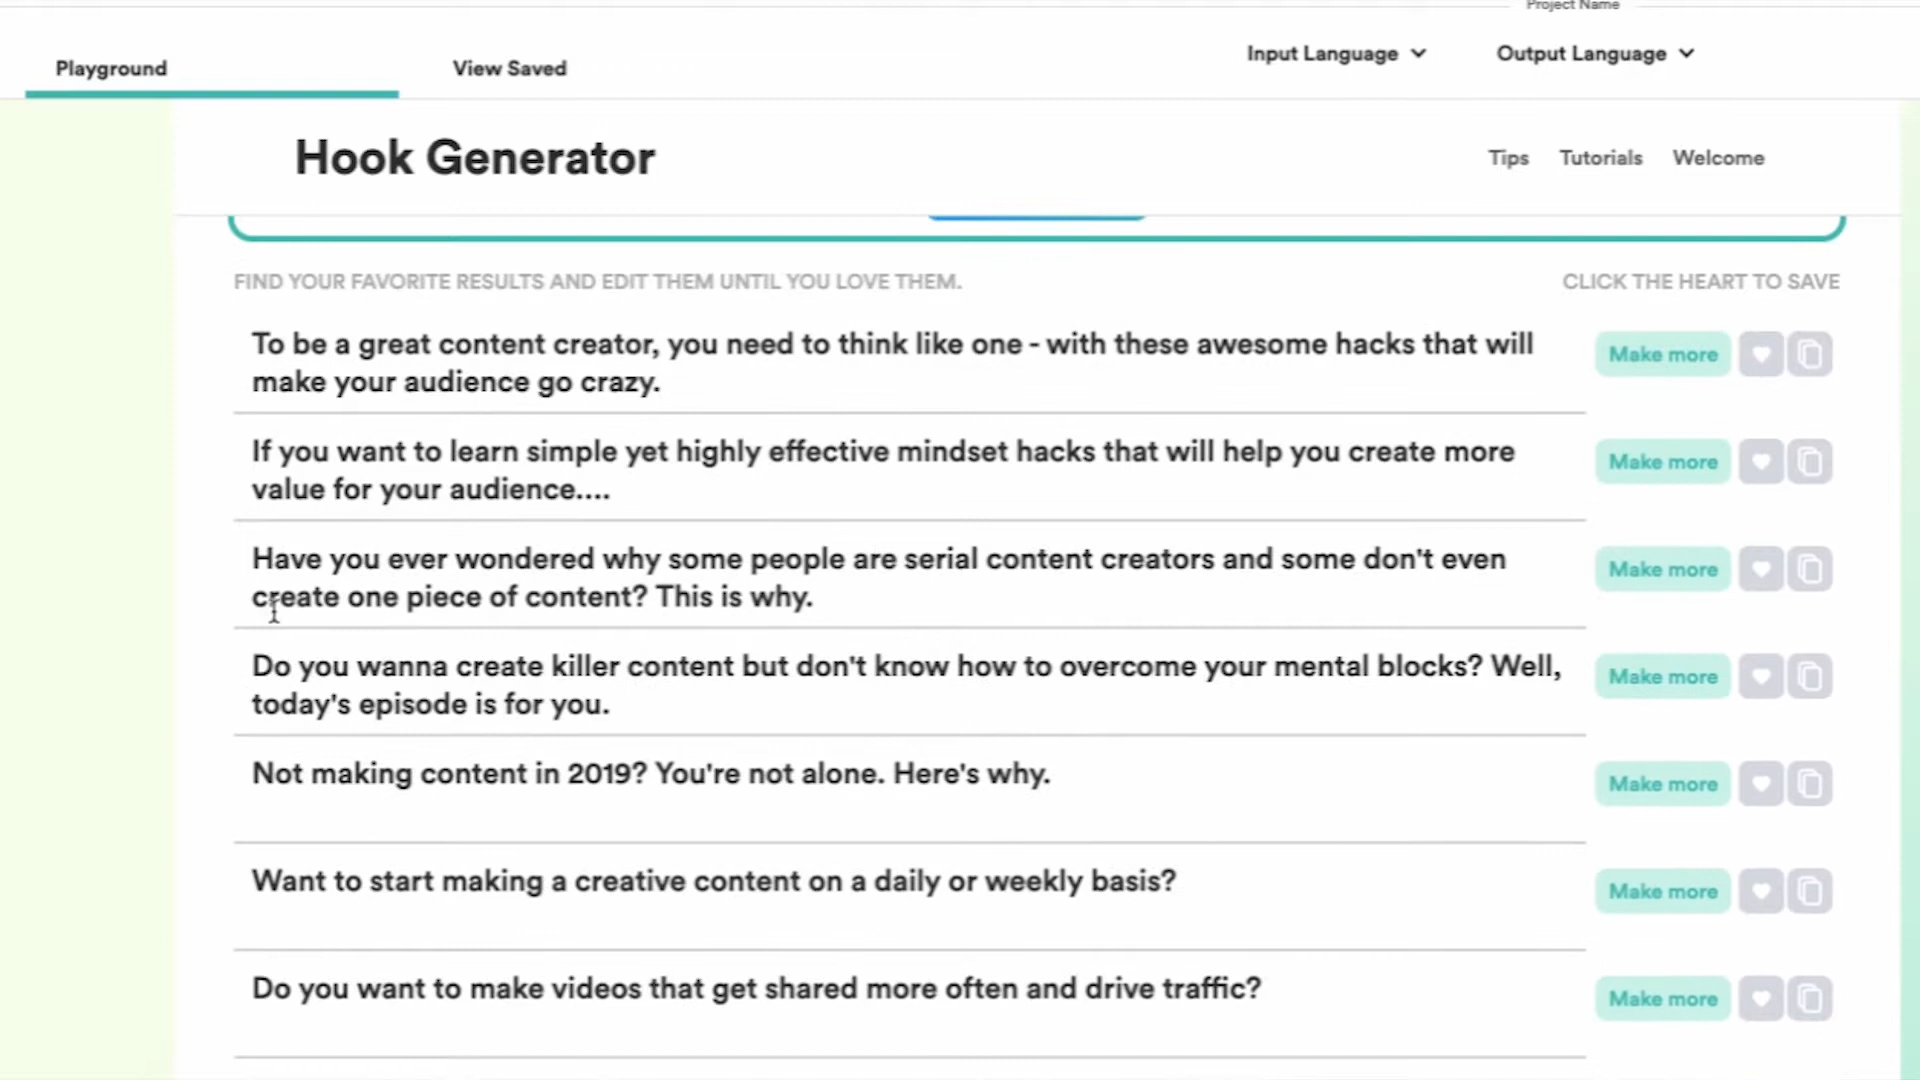 Project Name
Playground
View Saved
Input Language
Output Language
Hook Generator
Tips
Tutorials
Welcome
FIND YOUR FAVORITE RESULTS AND EDIT THEM UNTIL YOU LOVE THEM.
CLICK THE HEART TO SAVE
To be a great content creator, you need to think like one - with these awesome hacks that will
make your audience go crazy.
Make more
If you want to learn simple yet highly effective mindset hacks that will help you create more
value for your audience....
Make more
Have you ever wondered why some people are serial content creators and some don't even
create one piece of content? This is why.
Make more
Do you wanna create killer content but don't know how to overcome your mental blocks? Well,
today's episode is for you.
Make more
Not making content in 2019? You're not alone. Here's why.
Make more
Want to start making a creative content on a daily or weekly basis?
Make more
Do you want to make videos that get shared more often and drive traffic?
Make more